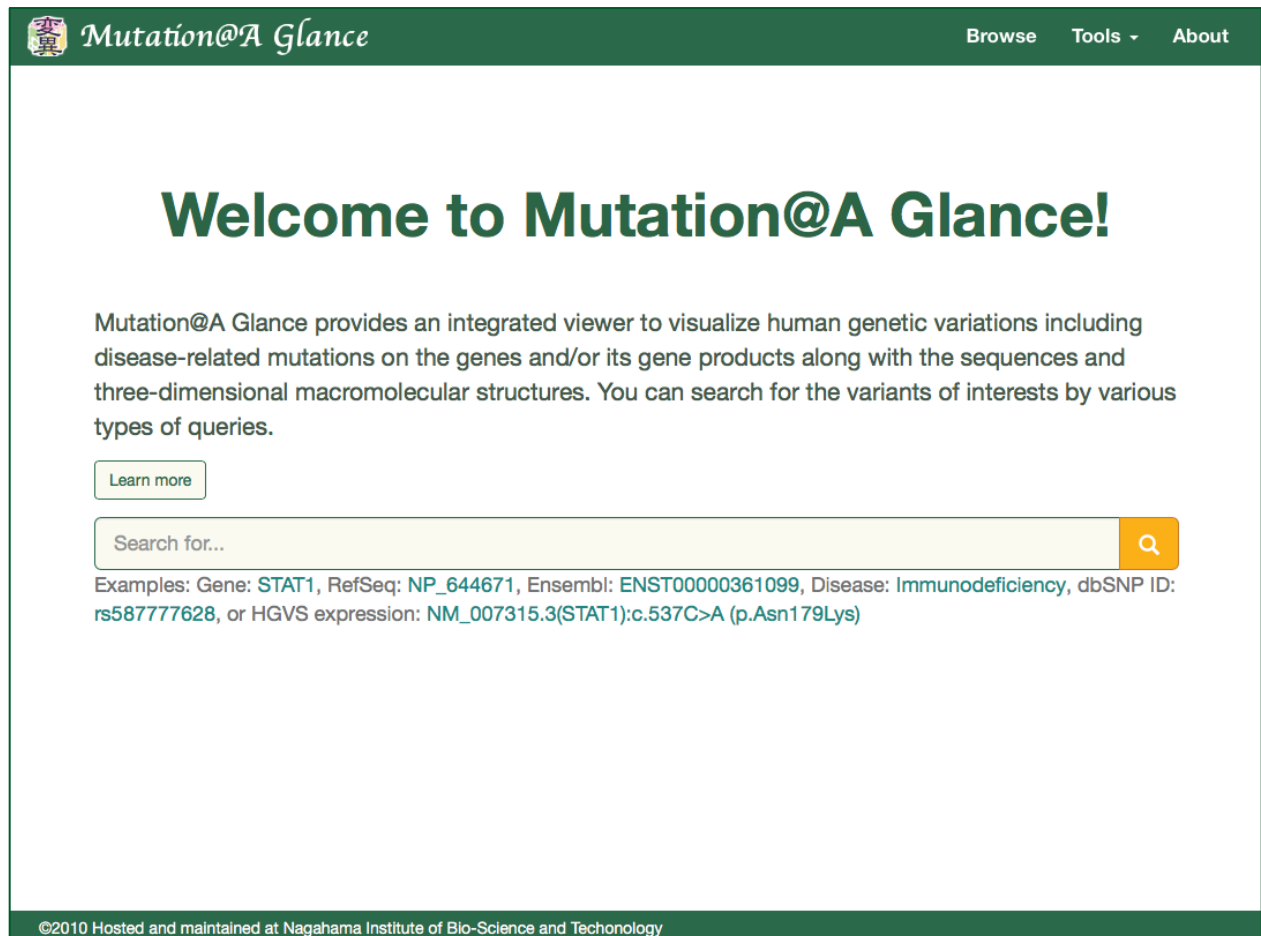 変異 Mutation@A Glance Browse Tools About
Welcome to Mutation@A Glance!
Mutation@A Glance provides an integrated viewer to visualize human genetic variations including
disease-related mutations on the genes and/or its gene products along with the sequences and
three-dimensional macromolecular structures. You can search for the variants of interests by various
types of queries.
Learn more
Search for...
Examples: Gene: STAT1, RefSeq: NP_644671, Ensembl: ENST00000361099, Disease: Immunodeficiency, dbSNP ID:
rs587777628, or HGVS expression: NM_007315.3(STAT1):c.537C>A (p.Asn179Lys)
©2010 Hosted and maintained at Nagahama Institute of Bio-Science and Techonology